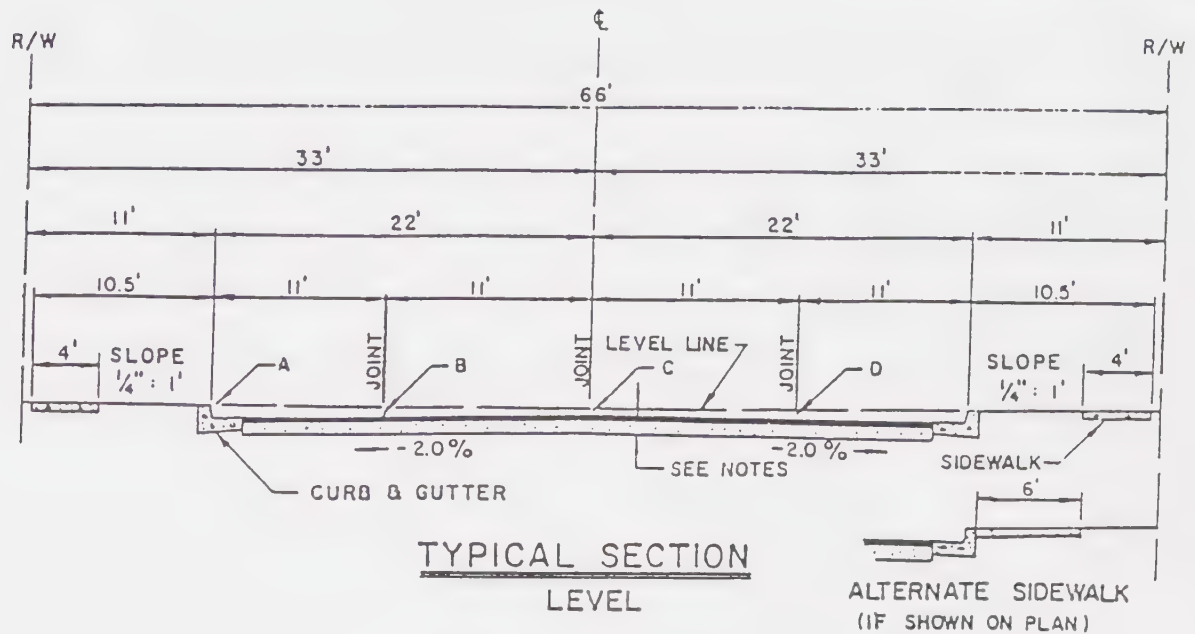 ℄
R/W
R/W
66'
33'
33'
11'
22'
22'
11'
10.5'
11'
11'
11'
11'
10.5'
4'
SLOPE
1/4" : 1'
A
JOINT
B
JOINT
C
LEVEL LINE
JOINT
D
SLOPE
1/4" : 1'
4'
-2.0%
-2.0%
SEE NOTES
SIDEWALK
CURB & GUTTER
6'
TYPICAL SECTION
LEVEL
ALTERNATE SIDEWALK
(IF SHOWN ON PLAN)